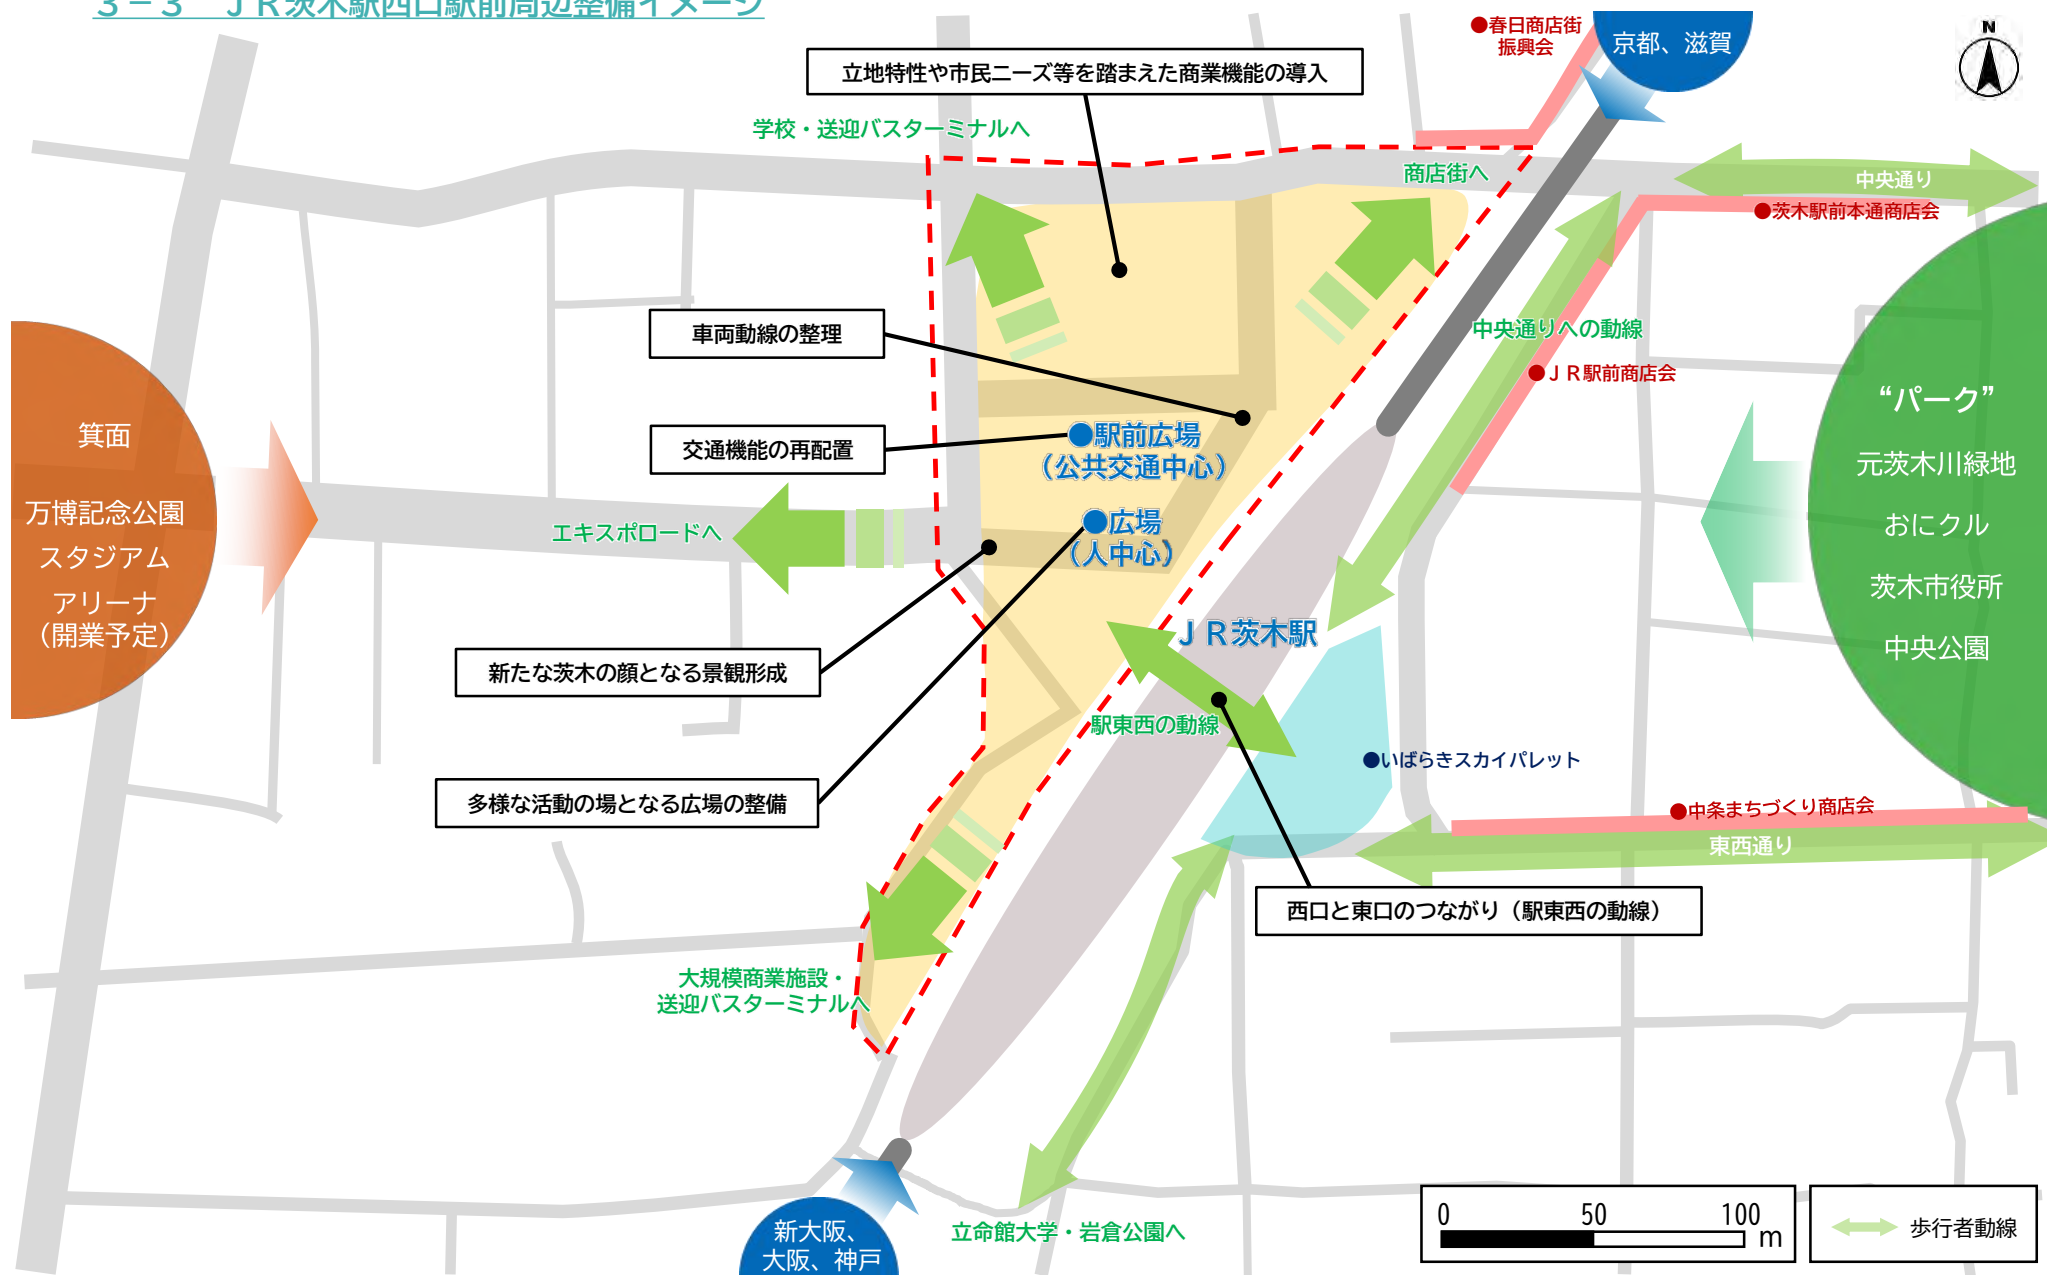 ３－３　ＪＲ茨木駅西口駅前周辺整備イメージ
●春日商店街
振興会
京都、滋賀
N
立地特性や市民ニーズ等を踏まえた商業機能の導入
学校・送迎バスターミナルへ
商店街へ
中央通り
●茨木駅前本通商店会
車両動線の整理
中央通りへの動線
●ＪＲ駅前商店会
“パーク”
元茨木川緑地
おにクル
茨木市役所
中央公園
箕面
万博記念公園
スタジアム
アリーナ
（開業予定）
交通機能の再配置
●駅前広場
（公共交通中心）
●広場
（人中心）
エキスポロードへ
ＪＲ茨木駅
新たな茨木の顔となる景観形成
駅東西の動線
●いばらきスカイパレット
多様な活動の場となる広場の整備
●中条まちづくり商店会
東西通り
西口と東口のつながり（駅東西の動線）
大規模商業施設・
送迎バスターミナルへ
立命館大学・岩倉公園へ
新大阪、
大阪、神戸
0 50 100
m
歩行者動線